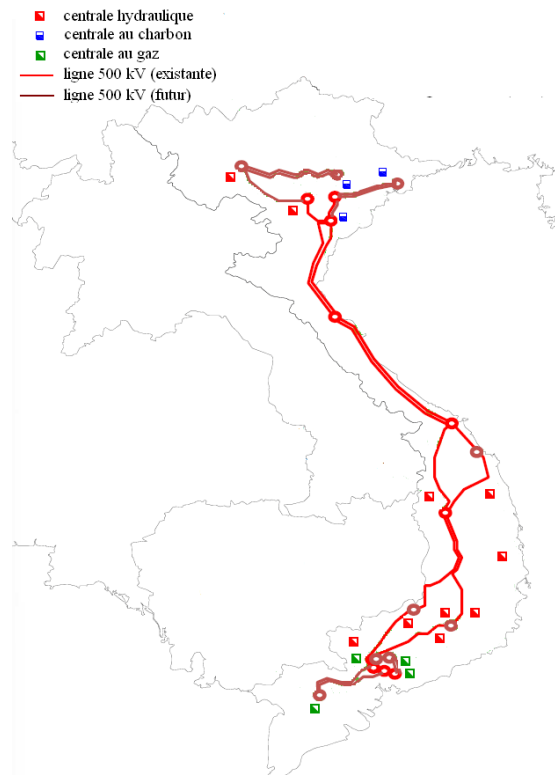 centrale hydraulique
centrale au charbon
centrale au gaz
ligne 500 kV (existante)
ligne 500 kV (futur)